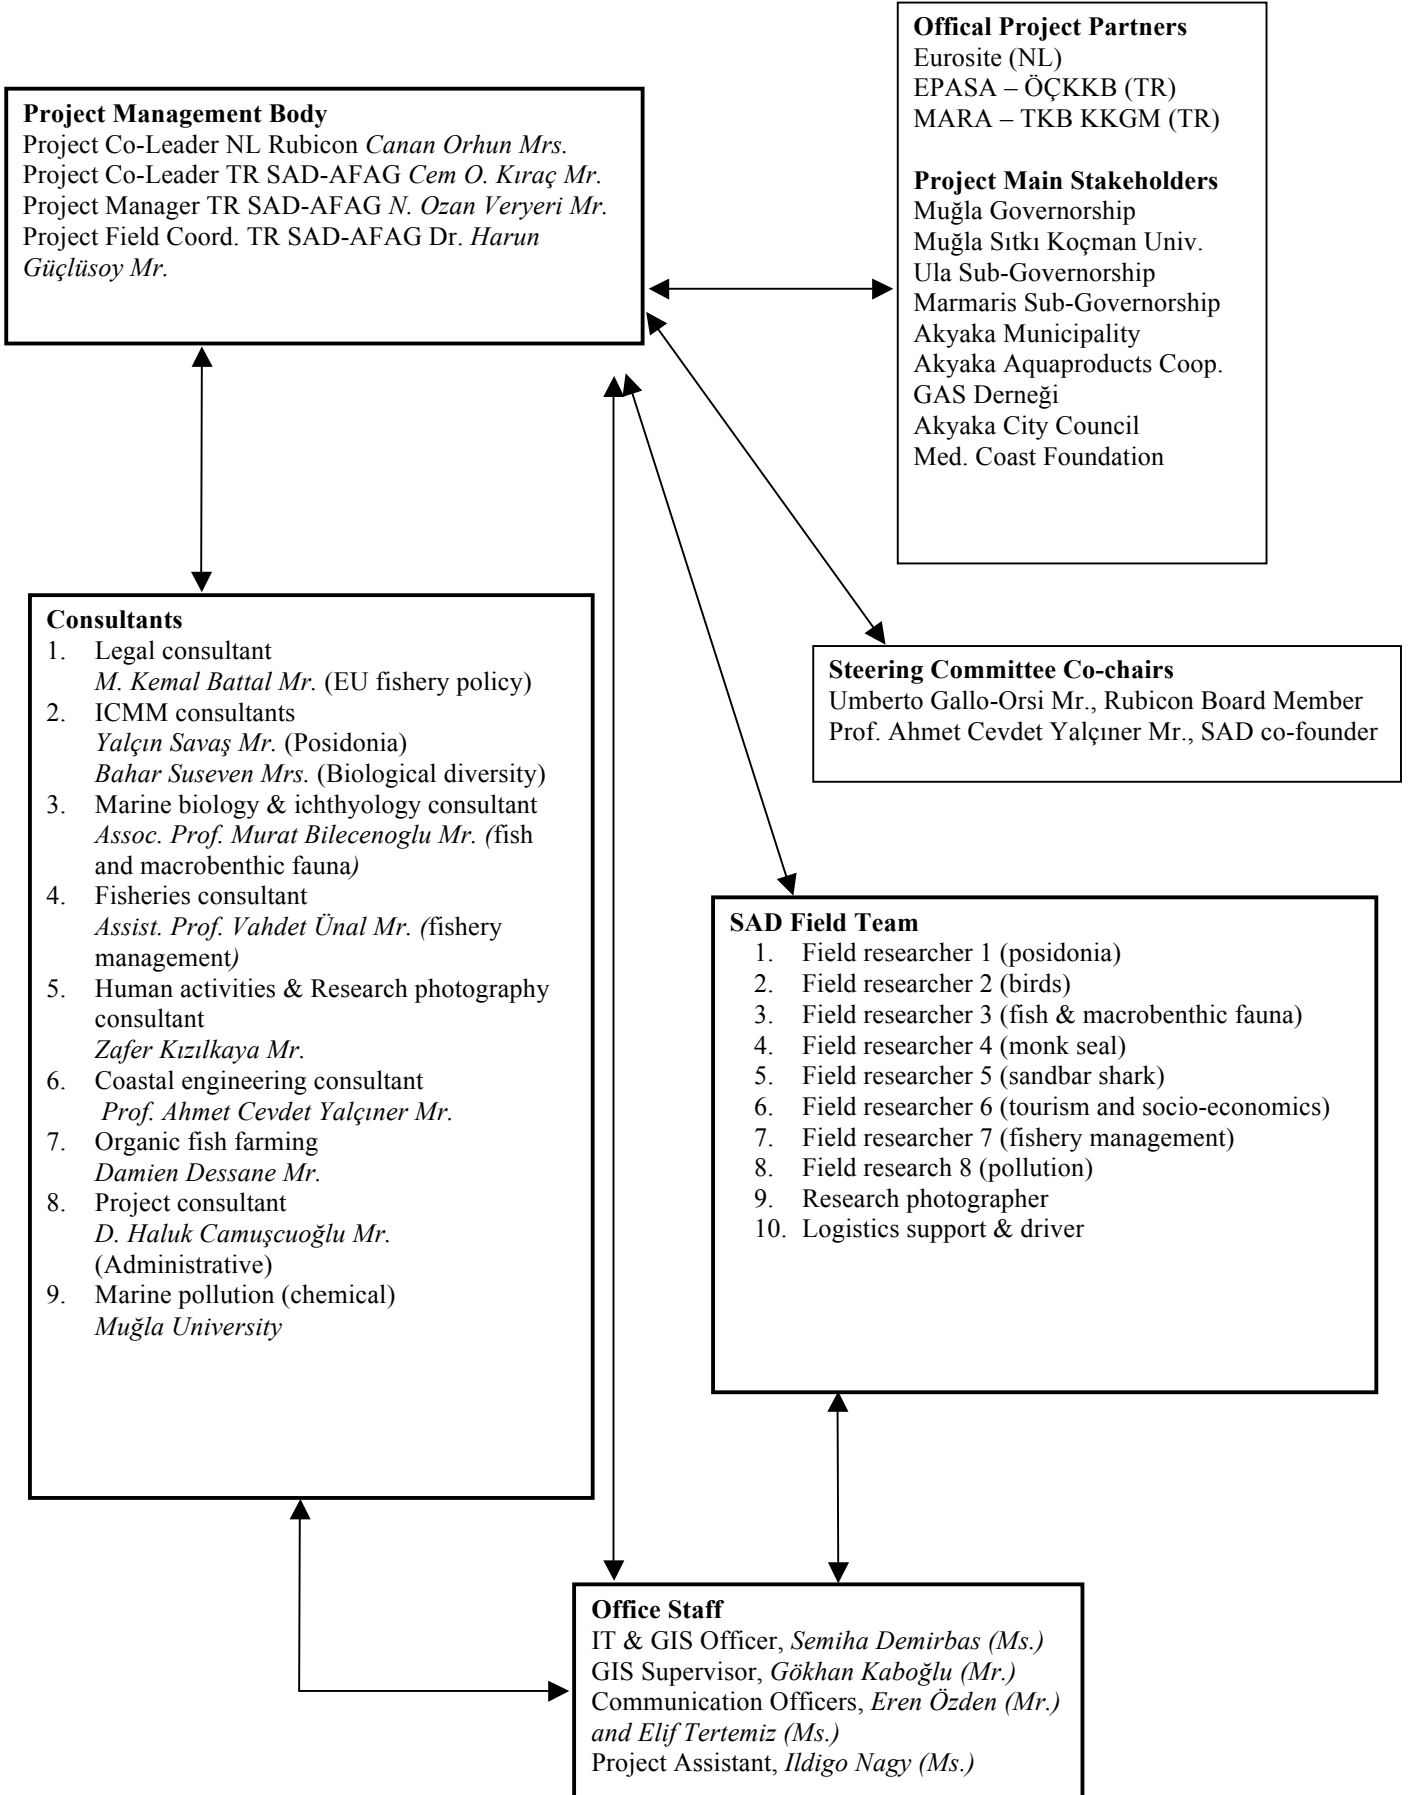 Offical Project Partners
Eurosite (NL)
EPASA – ÖÇKKB (TR)
MARA – TKB KKGM (TR)
Project Main Stakeholders
Muğla Governorship
Muğla Sıtkı Koçman Univ.
Ula Sub-Governorship
Marmaris Sub-Governorship
Akyaka Municipality
Akyaka Aquaproducts Coop.
GAS Derneği
Akyaka City Council
Med. Coast Foundation
Project Management Body
Project Co-Leader NL Rubicon Canan Orhun Mrs.
Project Co-Leader TR SAD-AFAG Cem O. Kıraç Mr.
Project Manager TR SAD-AFAG N. Ozan Veryeri Mr.
Project Field Coord. TR SAD-AFAG Dr. Harun
Güçlüsoy Mr.
Consultants
1. Legal consultant
M. Kemal Battal Mr. (EU fishery policy)
2. ICMM consultants
Yalçın Savaş Mr. (Posidonia)
Bahar Suseven Mrs. (Biological diversity)
3. Marine biology & ichthyology consultant
Assoc. Prof. Murat Bilecenoglu Mr. (fish
and macrobenthic fauna)
4. Fisheries consultant
Assist. Prof. Vahdet Ünal Mr. (fishery
management)
5. Human activities & Research photography
consultant
Zafer Kızılkaya Mr.
6. Coastal engineering consultant
Prof. Ahmet Cevdet Yalçıner Mr.
7. Organic fish farming
Damien Dessane Mr.
8. Project consultant
D. Haluk Camuşcuoğlu Mr.
(Administrative)
9. Marine pollution (chemical)
Muğla University
Steering Committee Co-chairs
Umberto Gallo-Orsi Mr., Rubicon Board Member
Prof. Ahmet Cevdet Yalçıner Mr., SAD co-founder
SAD Field Team
1. Field researcher 1 (posidonia)
2. Field researcher 2 (birds)
3. Field researcher 3 (fish & macrobenthic fauna)
4. Field researcher 4 (monk seal)
5. Field researcher 5 (sandbar shark)
6. Field researcher 6 (tourism and socio-economics)
7. Field researcher 7 (fishery management)
8. Field research 8 (pollution)
9. Research photographer
10. Logistics support & driver
Office Staff
IT & GIS Officer, Semiha Demirbas (Ms.)
GIS Supervisor, Gökhan Kaboğlu (Mr.)
Communication Officers, Eren Özden (Mr.)
and Elif Tertemiz (Ms.)
Project Assistant, Ildigo Nagy (Ms.)